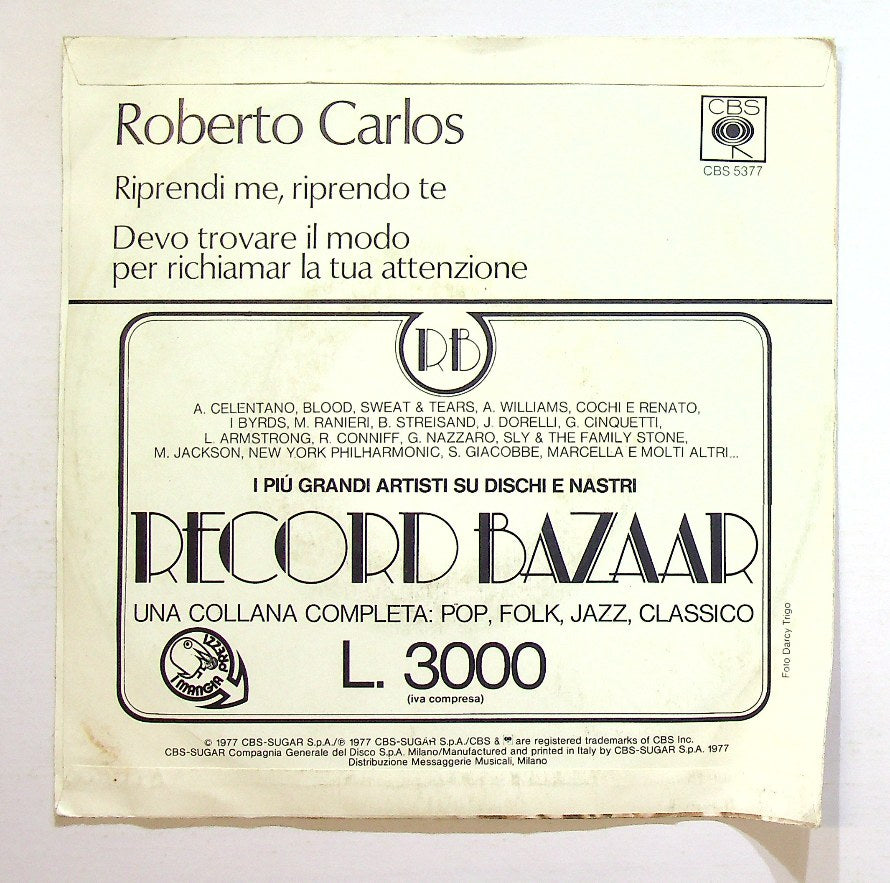 Roberto Carlos
CBS
CBS 5377
Riprendi me, riprendo te
Devo trovare il modo
per richiamar la tua attenzione
RB
A. CELENTANO, BLOOD, SWEAT & TEARS, A. WILLIAMS, COCHI E RENATO,
I BYRDS, M. RANIERI, B. STREISAND, J. DORELLI, G. CINQUETTI,
L. ARMSTRONG, R. CONNIFF, G. NAZZARO, SLY & THE FAMILY STONE,
M. JACKSON, NEW YORK PHILHARMONIC, S. GIACOBBE, MARCELLA E MOLTI ALTRI...
I PIÚ GRANDI ARTISTI SU DISCHI E NASTRI
RECORD BAZAAR
UNA COLLANA COMPLETA: POP, FOLK, JAZZ, CLASSICO
MANGIA
PREZZI
L. 3000
(iva compresa)
Foto Darcy Trigo
© 1977 CBS-SUGAR S.p.A./℗ 1977 CBS-SUGAR S.p.A./CBS & are registered trademarks of CBS Inc.
CBS-SUGAR Compagnia Generale del Disco S.p.A. Milano/Manufactured and printed in Italy by CBS-SUGAR S.p.A. 1977
Distribuzione Messaggerie Musicali, Milano